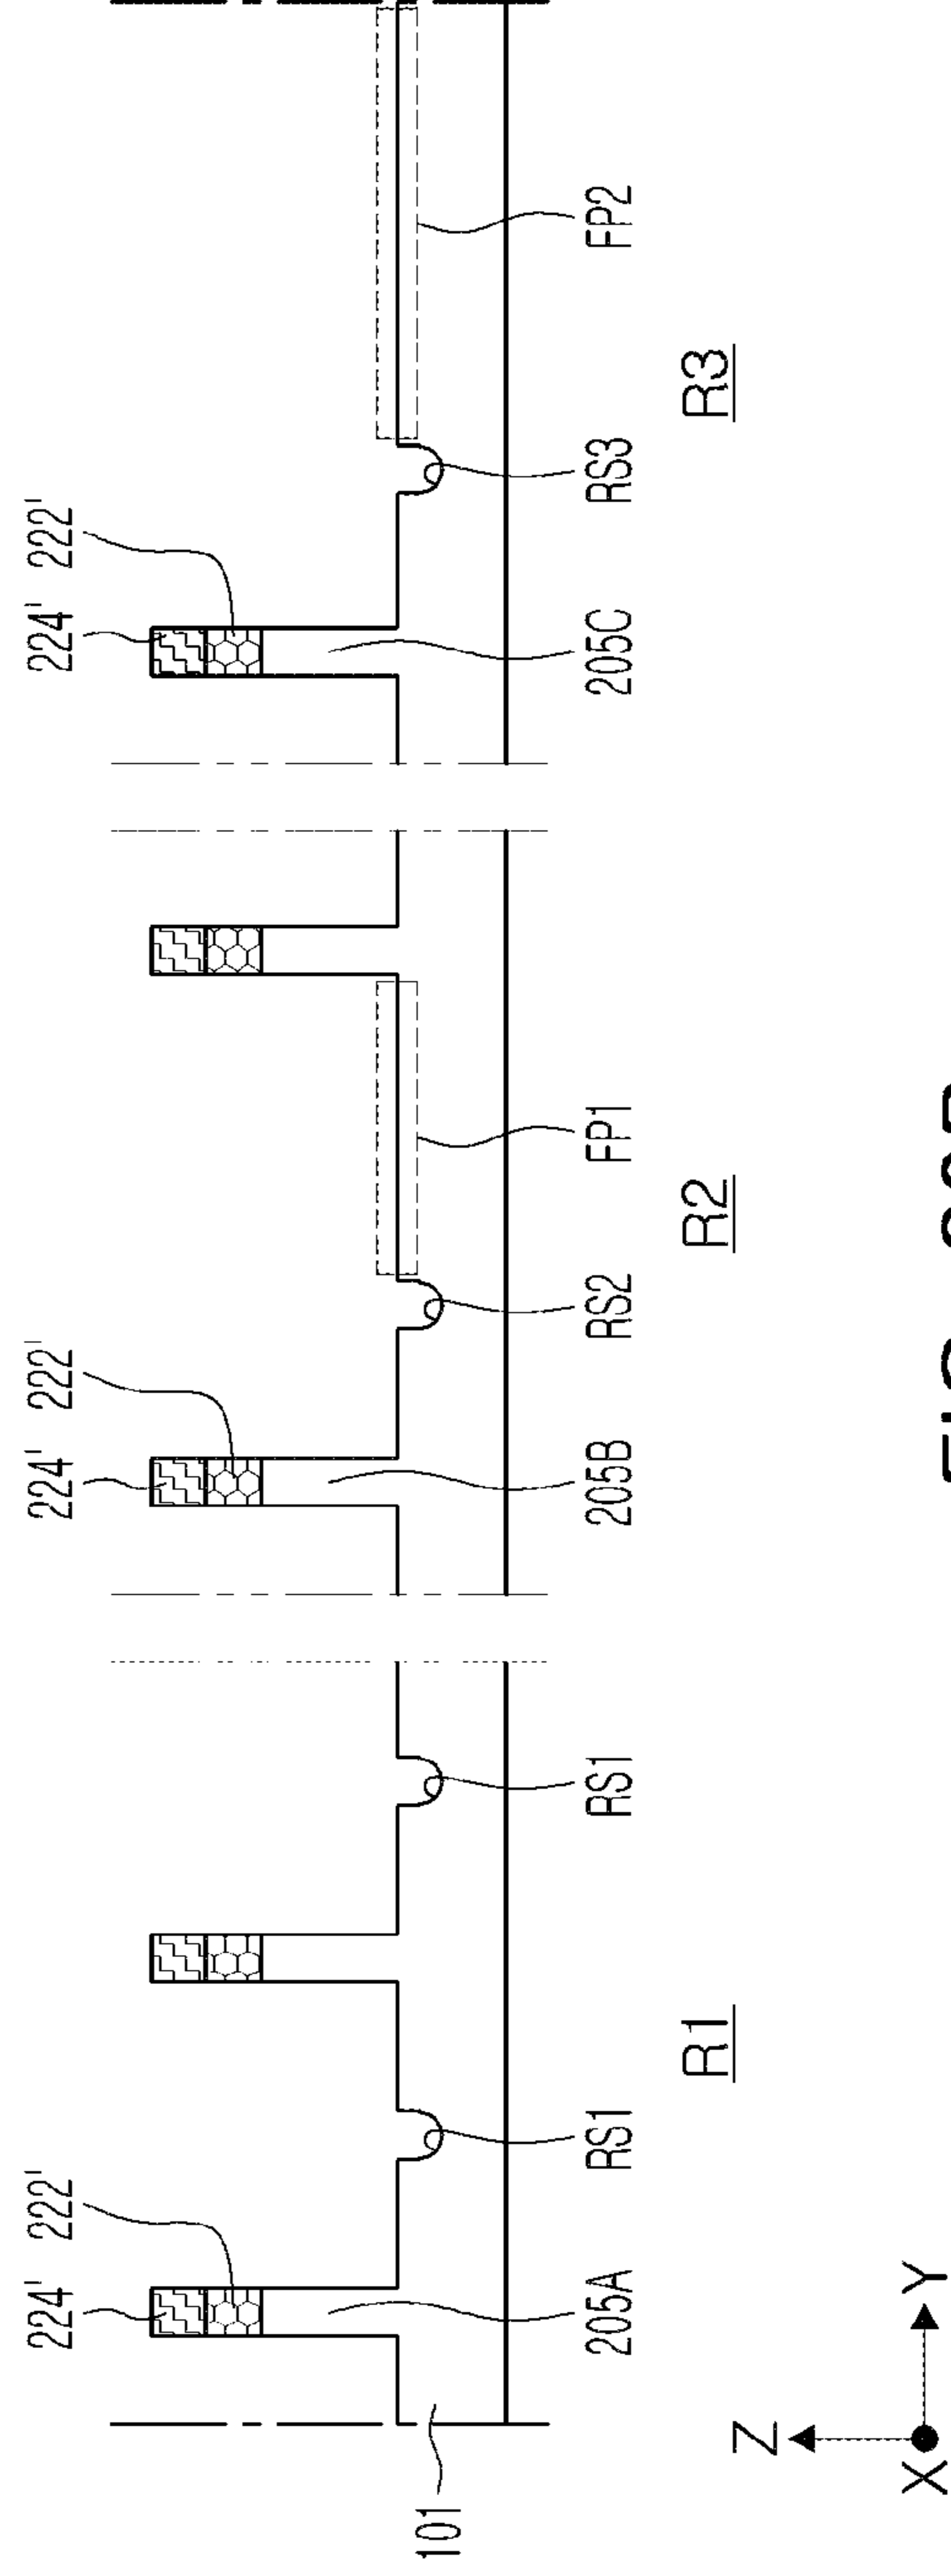 224' 222' 224' 222' 224' 222'
101 205A RS1 RS1 205B RS2 FP1 205C RS3 FP2
R1 R2 R3
Z
X Y